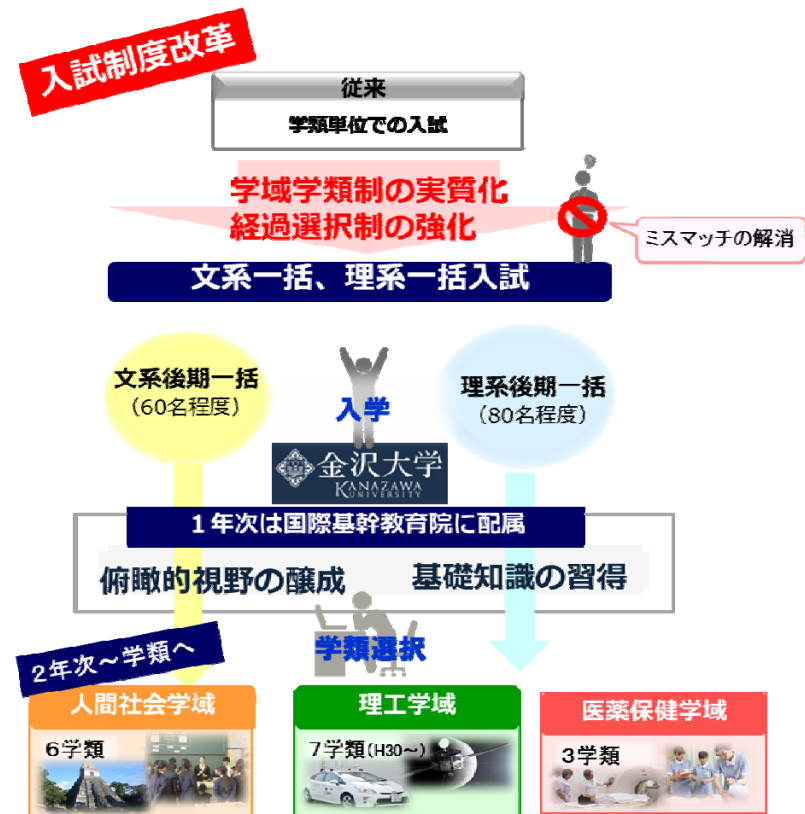 入試制度改革
従来
学類単位での入試
学域学類制の実質化
経過選択制の強化
ミスマッチの解消
文系一括、理系一括入試
文系後期一括
（60名程度）
理系後期一括
（80名程度）
入学
金沢大学
KANAZAWA
UNIVERSITY
１年次は国際基幹教育院に配属
俯瞰的視野の醸成
基礎知識の習得
学類選択
2年次～学類へ
人間社会学域
6学類
理工学域
7学類(H30～)
医薬保健学域
3学類